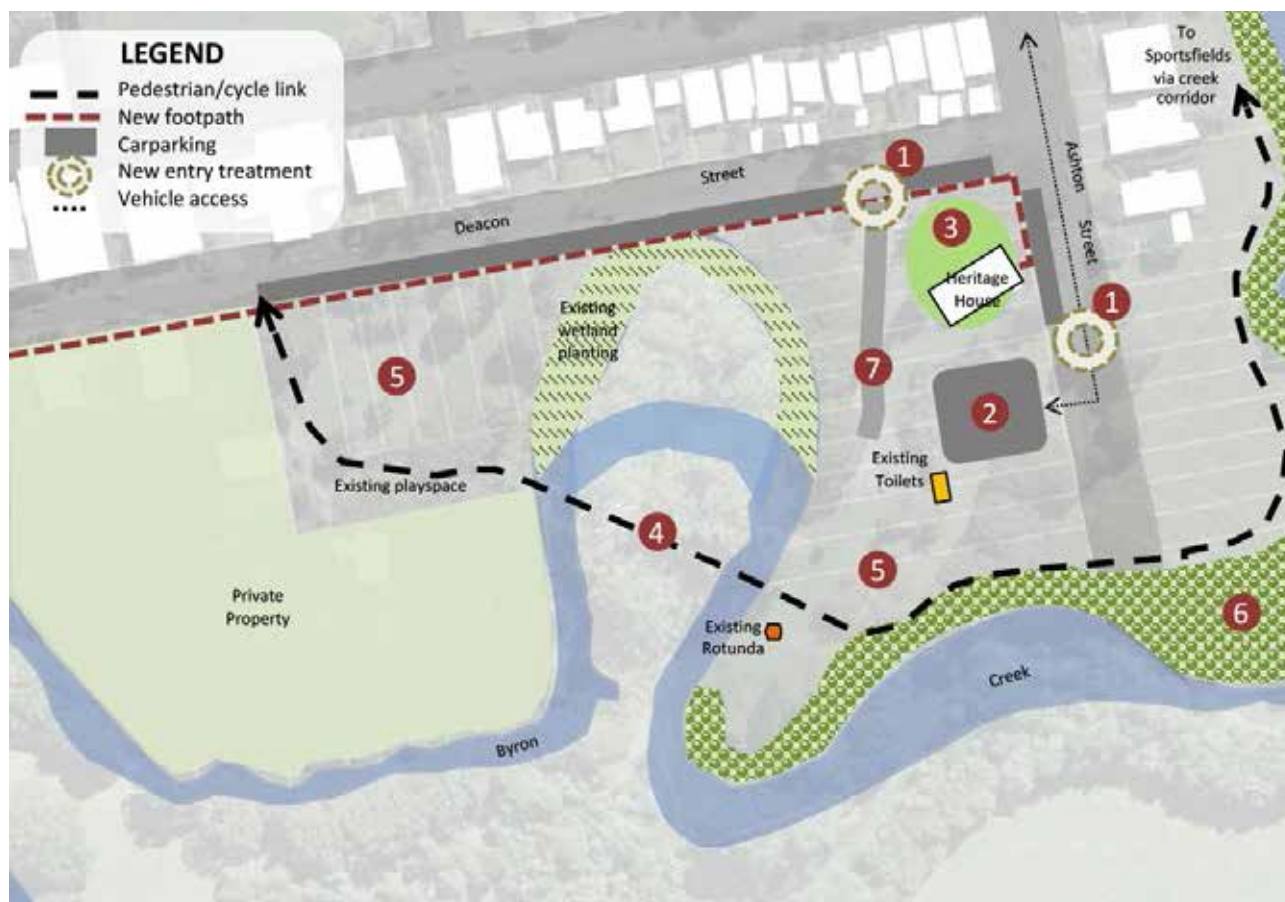 LEGEND
Pedestrian/cycle link
New footpath
Carparking
New entry treatment
Vehicle access
To
Sportsfields
via creek
corridor
Deacon
Street
Ashton
Street
1
3
Heritage
House
1
Existing
wetland
planting
5
7
2
Existing
Toilets
Existing playspace
4
5
Private
Property
Existing
Rotunda
6
Creek
Byron